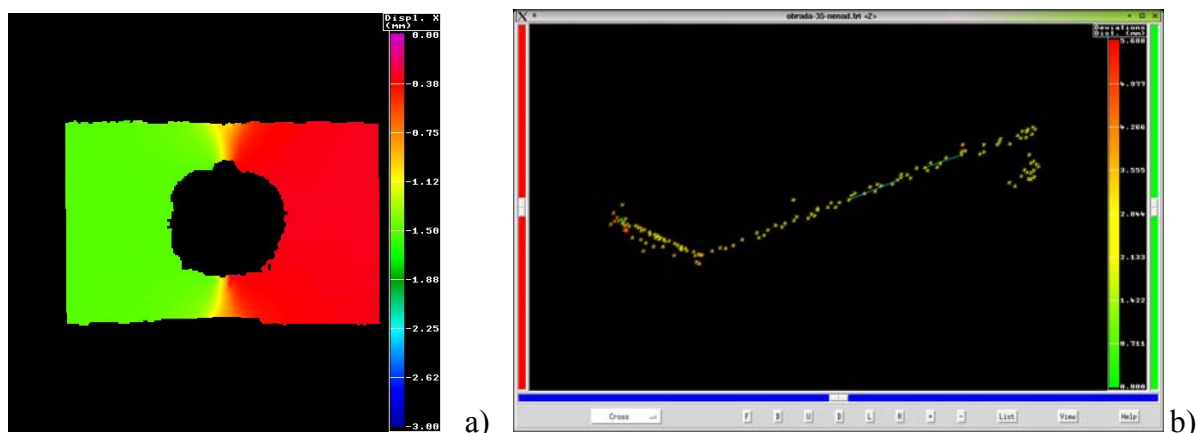 Displ. X
(mm)
0.00
-0.38
-0.75
-1.12
-1.50
-1.88
-2.25
-2.62
-3.00
a)
obrada-35-nenad.tri <2>
Deviations
Dist. (mm)
5.688
4.977
4.266
3.555
2.844
2.133
1.422
0.711
0.000
Cross
F
B
U
D
L
R
+
-
List
View
Help
b)